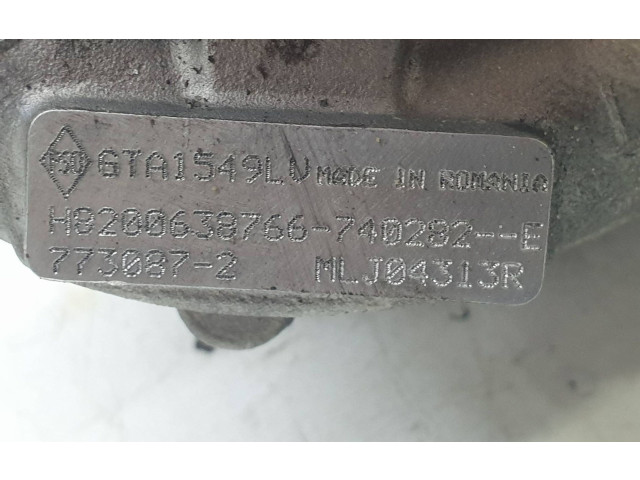 GTA1549LV MADE IN ROMANIA
H8200638766-740282--E
773087-2 MLJ04313R